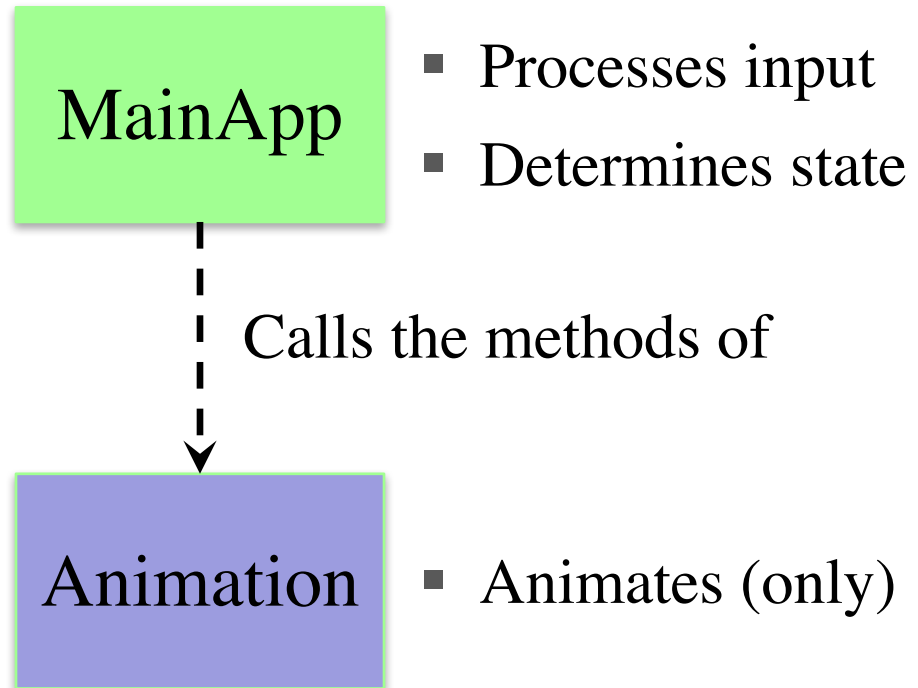 MainApp
▪ Processes input
▪ Determines state
Calls the methods of
Animation
▪ Animates (only)